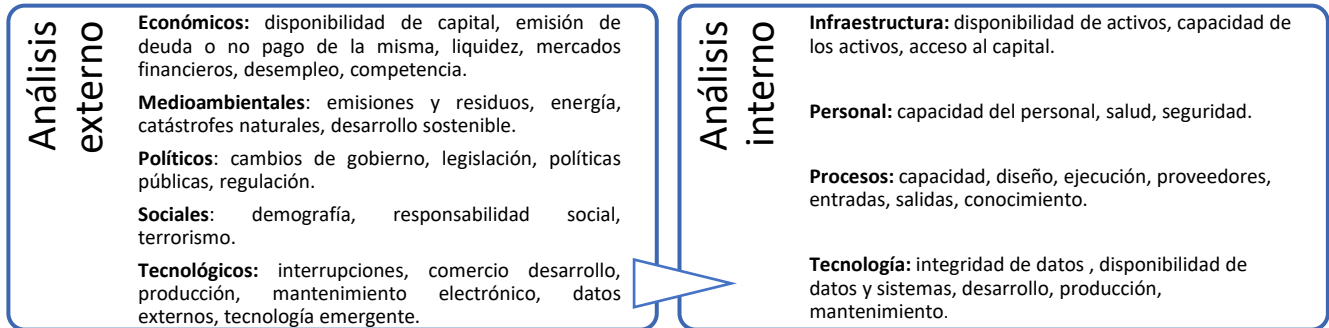 Análisis
externo
Económicos: disponibilidad de capital, emisión de
deuda o no pago de la misma, liquidez, mercados
financieros, desempleo, competencia.
Medioambientales: emisiones y residuos, energía,
catástrofes naturales, desarrollo sostenible.
Políticos: cambios de gobierno, legislación, políticas
públicas, regulación.
Sociales: demografía, responsabilidad social,
terrorismo.
Tecnológicos: interrupciones, comercio desarrollo,
producción, mantenimiento electrónico, datos
externos, tecnología emergente.
Análisis
interno
Infraestructura: disponibilidad de activos, capacidad de
los activos, acceso al capital.
Personal: capacidad del personal, salud, seguridad.
Procesos: capacidad, diseño, ejecución, proveedores,
entradas, salidas, conocimiento.
Tecnología: integridad de datos , disponibilidad de
datos y sistemas, desarrollo, producción,
mantenimiento.